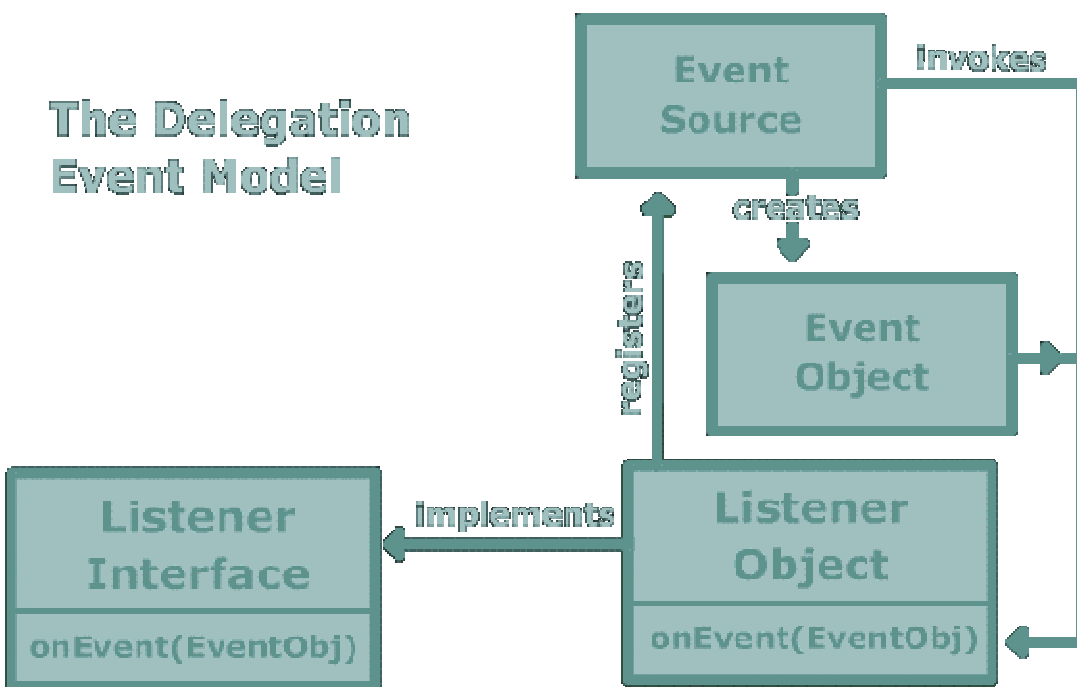 The Delegation
Event Model
Event
Source
invokes
creates
registers
Event
Object
Listener
Interface
onEvent(EventObj)
implements
Listener
Object
onEvent(EventObj)